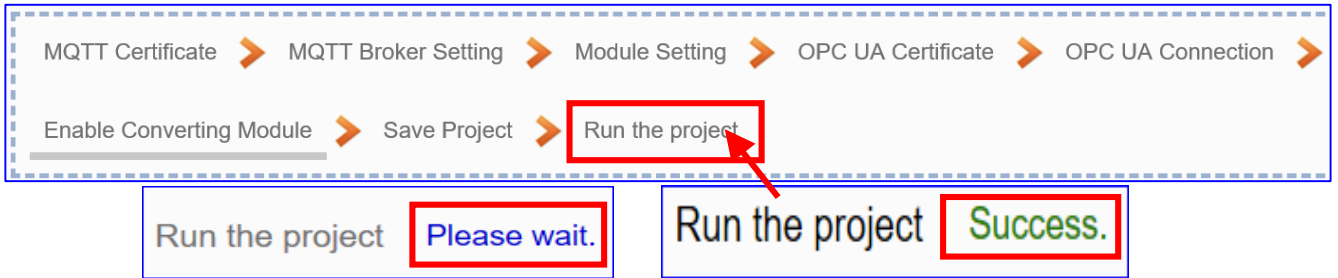 MQTT Certificate MQTT Broker Setting Module Setting OPC UA Certificate OPC UA Connection
Enable Converting Module Save Project Run the project
Run the project Please wait.
Run the project Success.